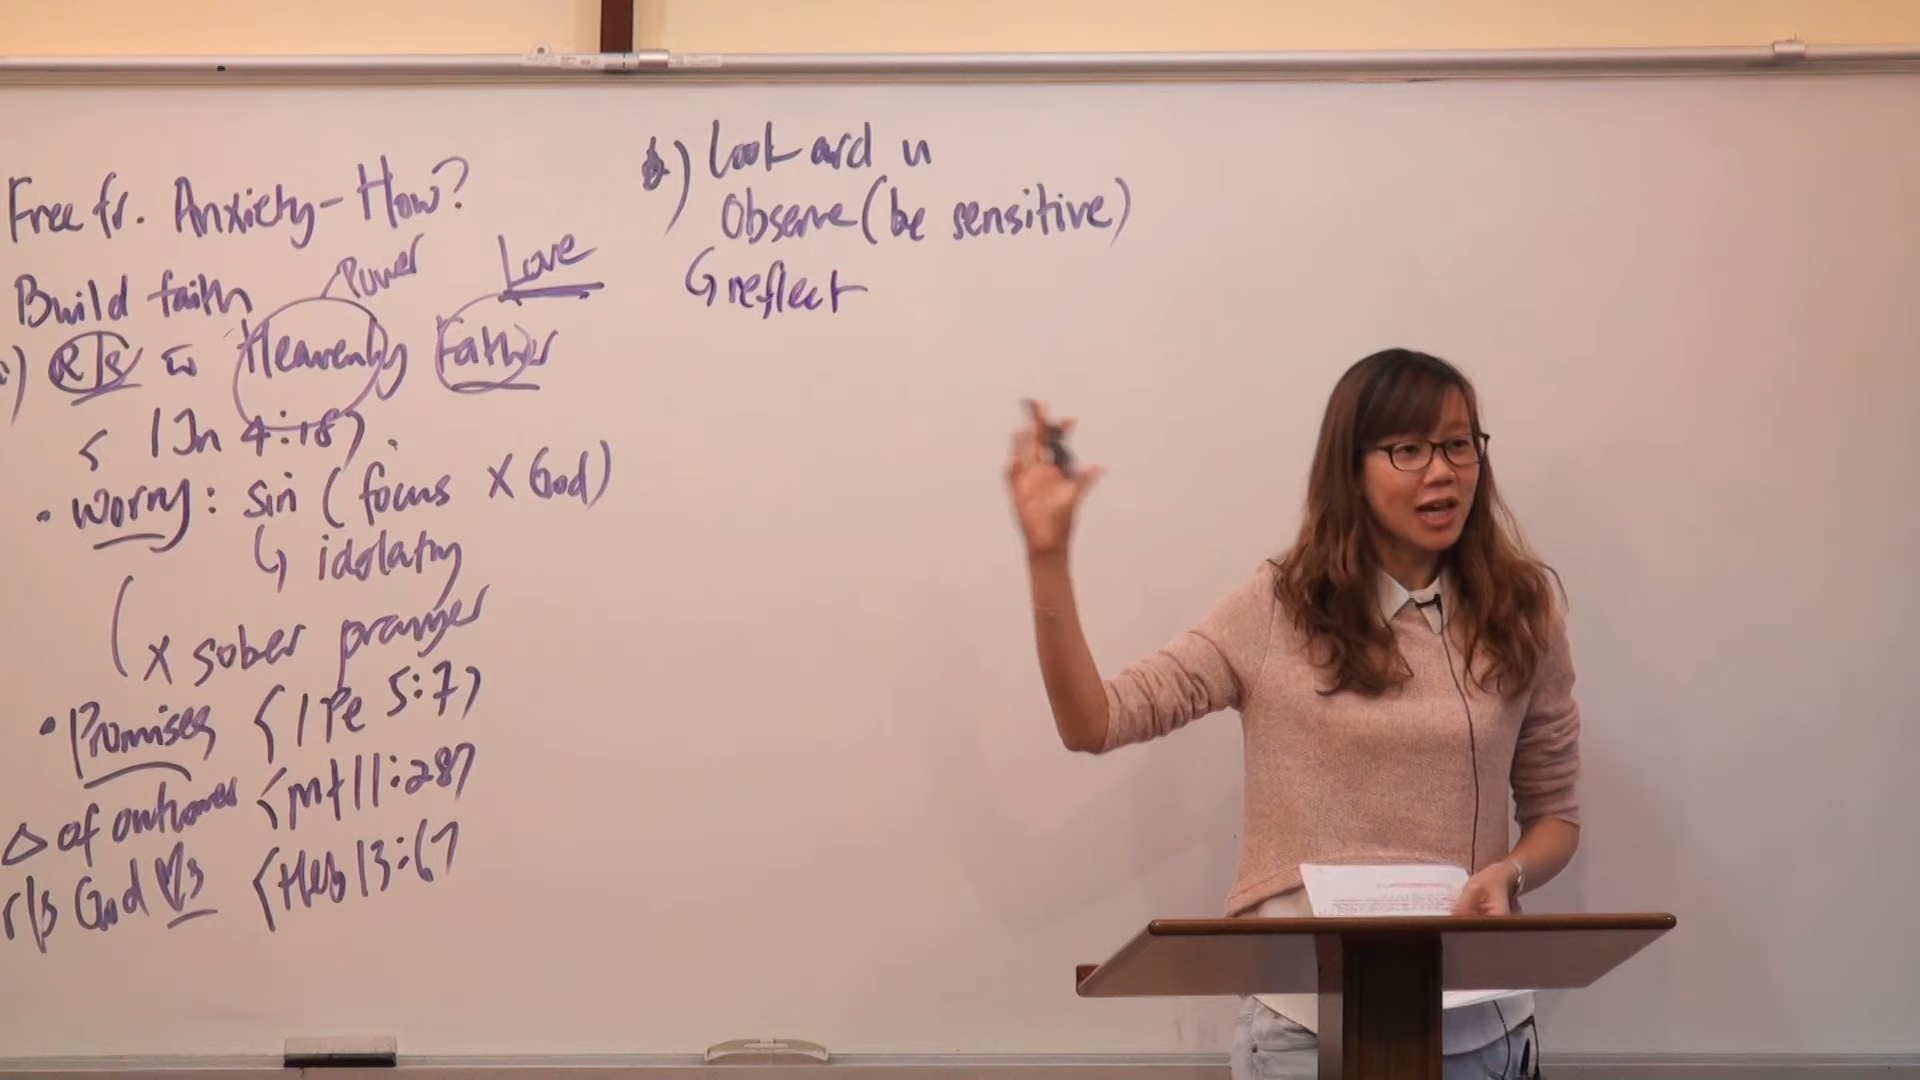 Free fr. Anxiety - How?
Build faith
Power
Love
) R/s w Heavenly Father
< 1 Jn 4:18 >
• Worry: sin (focus X God)
↳ idolatry
( X sober prayer
• Promises < 1 Pe 5:7 >
Δ of outcomes < Mt 11:28 >
r/s God ♡s < Heb 13:6 >
b) Look ard u
Observe (be sensitive)
↳ reflect